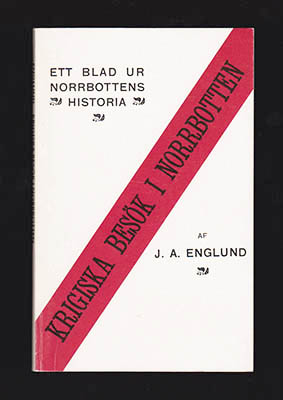 ETT BLAD UR
NORRBOTTENS
HISTORIA
KRIGISKA BESÖK I NORRBOTTEN
AF
J. A. ENGLUND